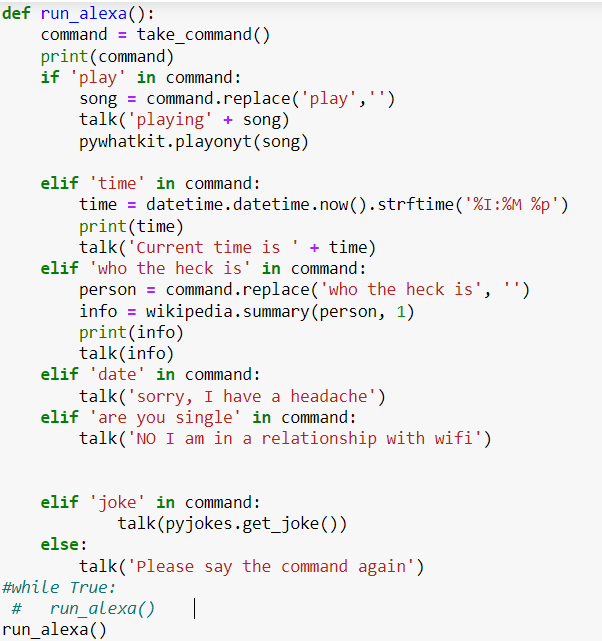 def run_alexa():
    command = take_command()
    print(command)
    if 'play' in command:
        song = command.replace('play','')
        talk('playing' + song)
        pywhatkit.playonyt(song)

    elif 'time' in command:
        time = datetime.datetime.now().strftime('%I:%M %p')
        print(time)
        talk('Current time is ' + time)
    elif 'who the heck is' in command:
        person = command.replace('who the heck is', '')
        info = wikipedia.summary(person, 1)
        print(info)
        talk(info)
    elif 'date' in command:
        talk('sorry, I have a headache')
    elif 'are you single' in command:
        talk('NO I am in a relationship with wifi')


    elif 'joke' in command:
            talk(pyjokes.get_joke())
    else:
        talk('Please say the command again')
#while True:
 #   run_alexa()
run_alexa()